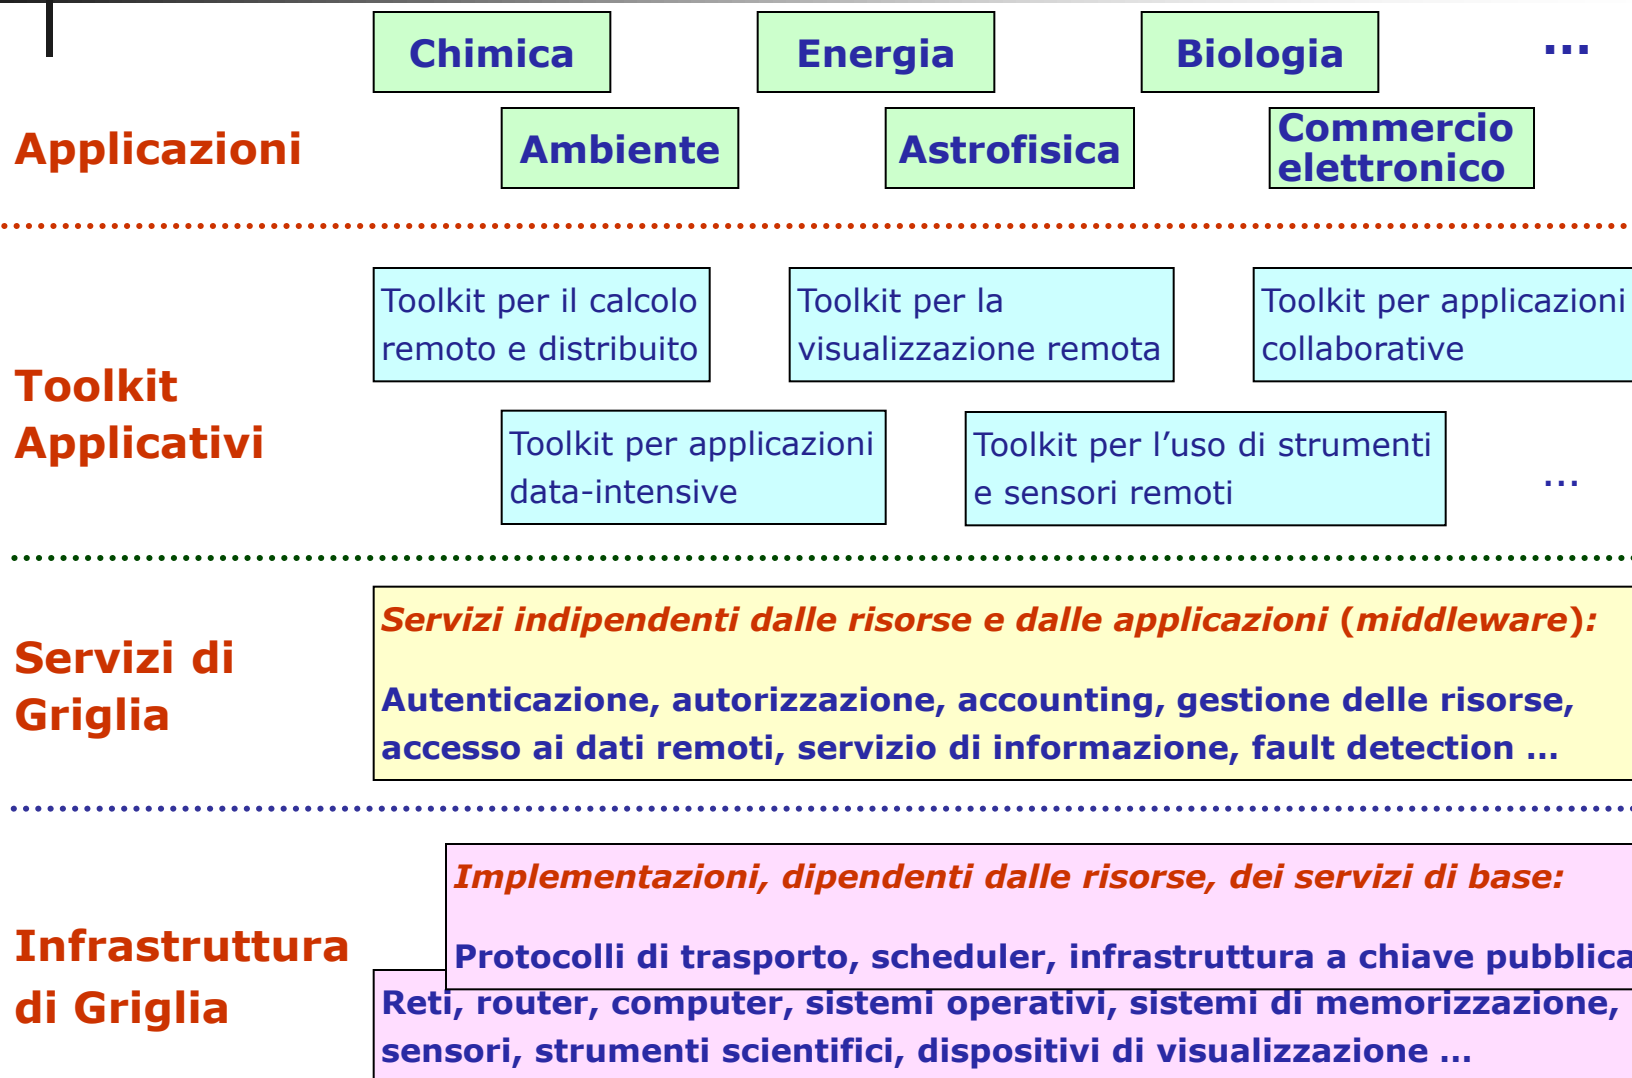 Chimica
Energia
Biologia
...
Applicazioni
Ambiente
Astrofisica
Commercio
elettronico
Toolkit per il calcolo
remoto e distribuito
Toolkit per la
visualizzazione remota
Toolkit per applicazioni
collaborative
Toolkit
Applicativi
Toolkit per applicazioni
data-intensive
Toolkit per l’uso di strumenti
e sensori remoti
...
Servizi di
Griglia
Servizi indipendenti dalle risorse e dalle applicazioni (middleware):
Autenticazione, autorizzazione, accounting, gestione delle risorse,
accesso ai dati remoti, servizio di informazione, fault detection ...
Infrastruttura
di Griglia
Implementazioni, dipendenti dalle risorse, dei servizi di base:
Protocolli di trasporto, scheduler, infrastruttura a chiave pubblica
Reti, router, computer, sistemi operativi, sistemi di memorizzazione,
sensori, strumenti scientifici, dispositivi di visualizzazione ...